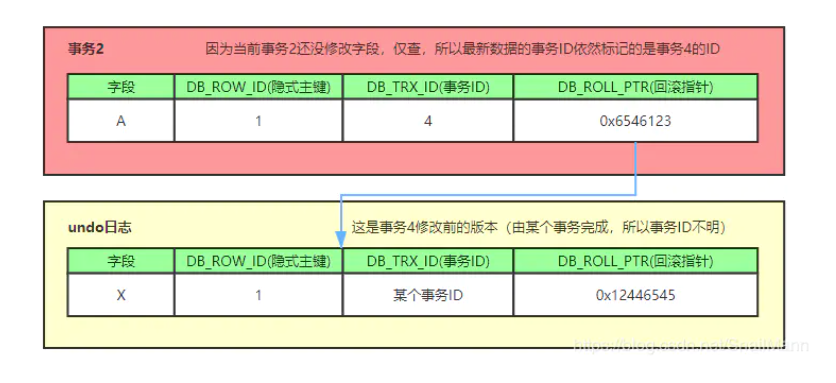 事务2 因为当前事务2还没修改字段，仅查，所以最新数据的事务ID依然标记的是事务4的ID
字段 DB_ROW_ID(隐式主键) DB_TRX_ID(事务ID) DB_ROLL_PTR(回滚指针)
A 1 4 0x6546123
undo日志 这是事务4修改前的版本（由某个事务完成，所以事务ID不明）
字段 DB_ROW_ID(隐式主键) DB_TRX_ID(事务ID) DB_ROLL_PTR(回滚指针)
X 1 某个事务ID 0x12446545